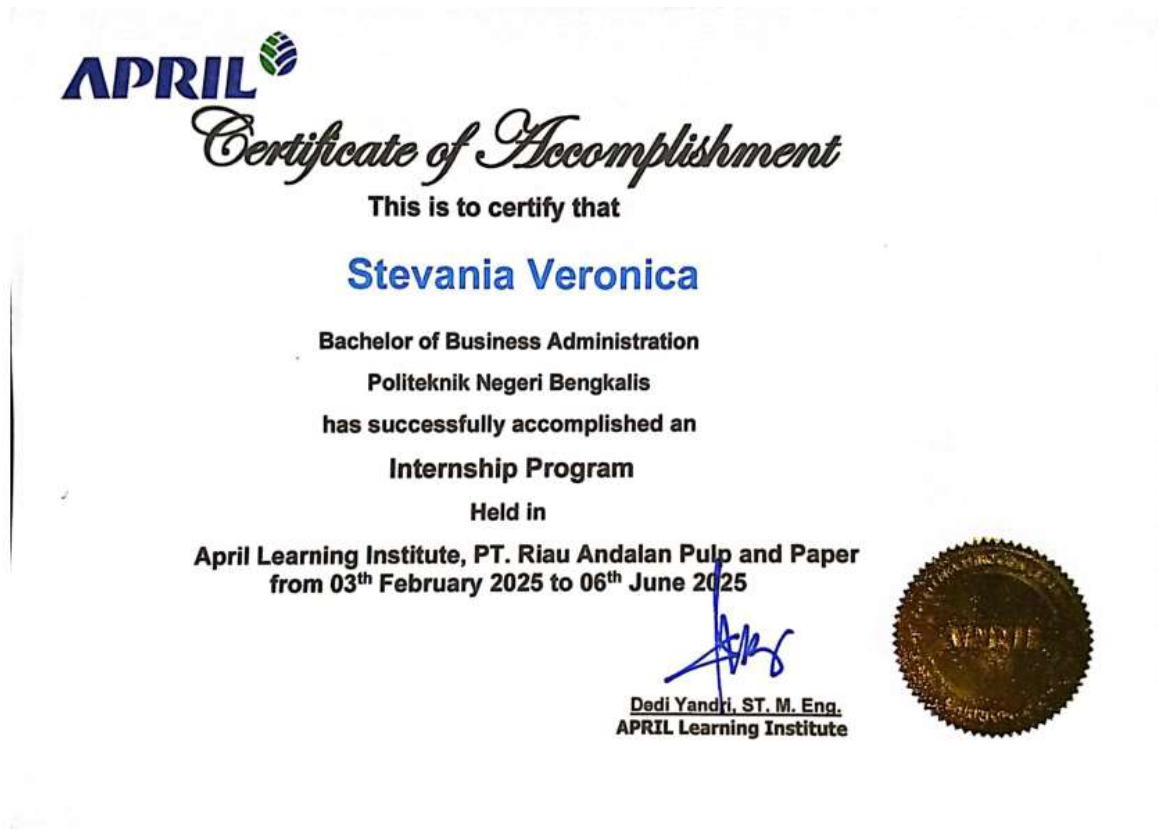 APRIL
Certificate of Accomplishment
This is to certify that
Stevania Veronica
Bachelor of Business Administration
Politeknik Negeri Bengkalis
has successfully accomplished an
Internship Program
Held in
April Learning Institute, PT. Riau Andalan Pulp and Paper
from 03th February 2025 to 06th June 2025
Dedi Yandri, ST. M. Eng.
APRIL Learning Institute